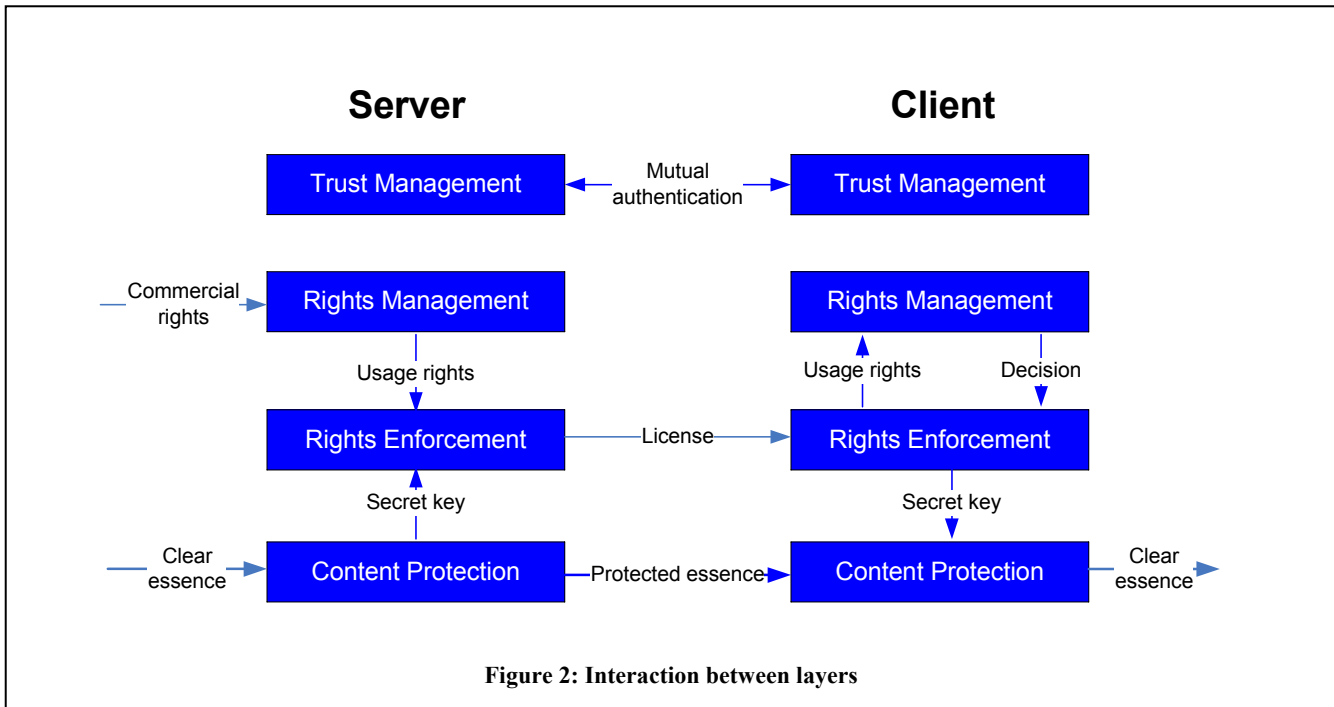 Server
Client
Trust Management
Mutual
authentication
Trust Management
Commercial
rights
Rights Management
Rights Management
Usage rights
Usage rights
Decision
Rights Enforcement
License
Rights Enforcement
Secret key
Secret key
Clear
essence
Content Protection
Protected essence
Content Protection
Clear
essence
Figure 2: Interaction between layers